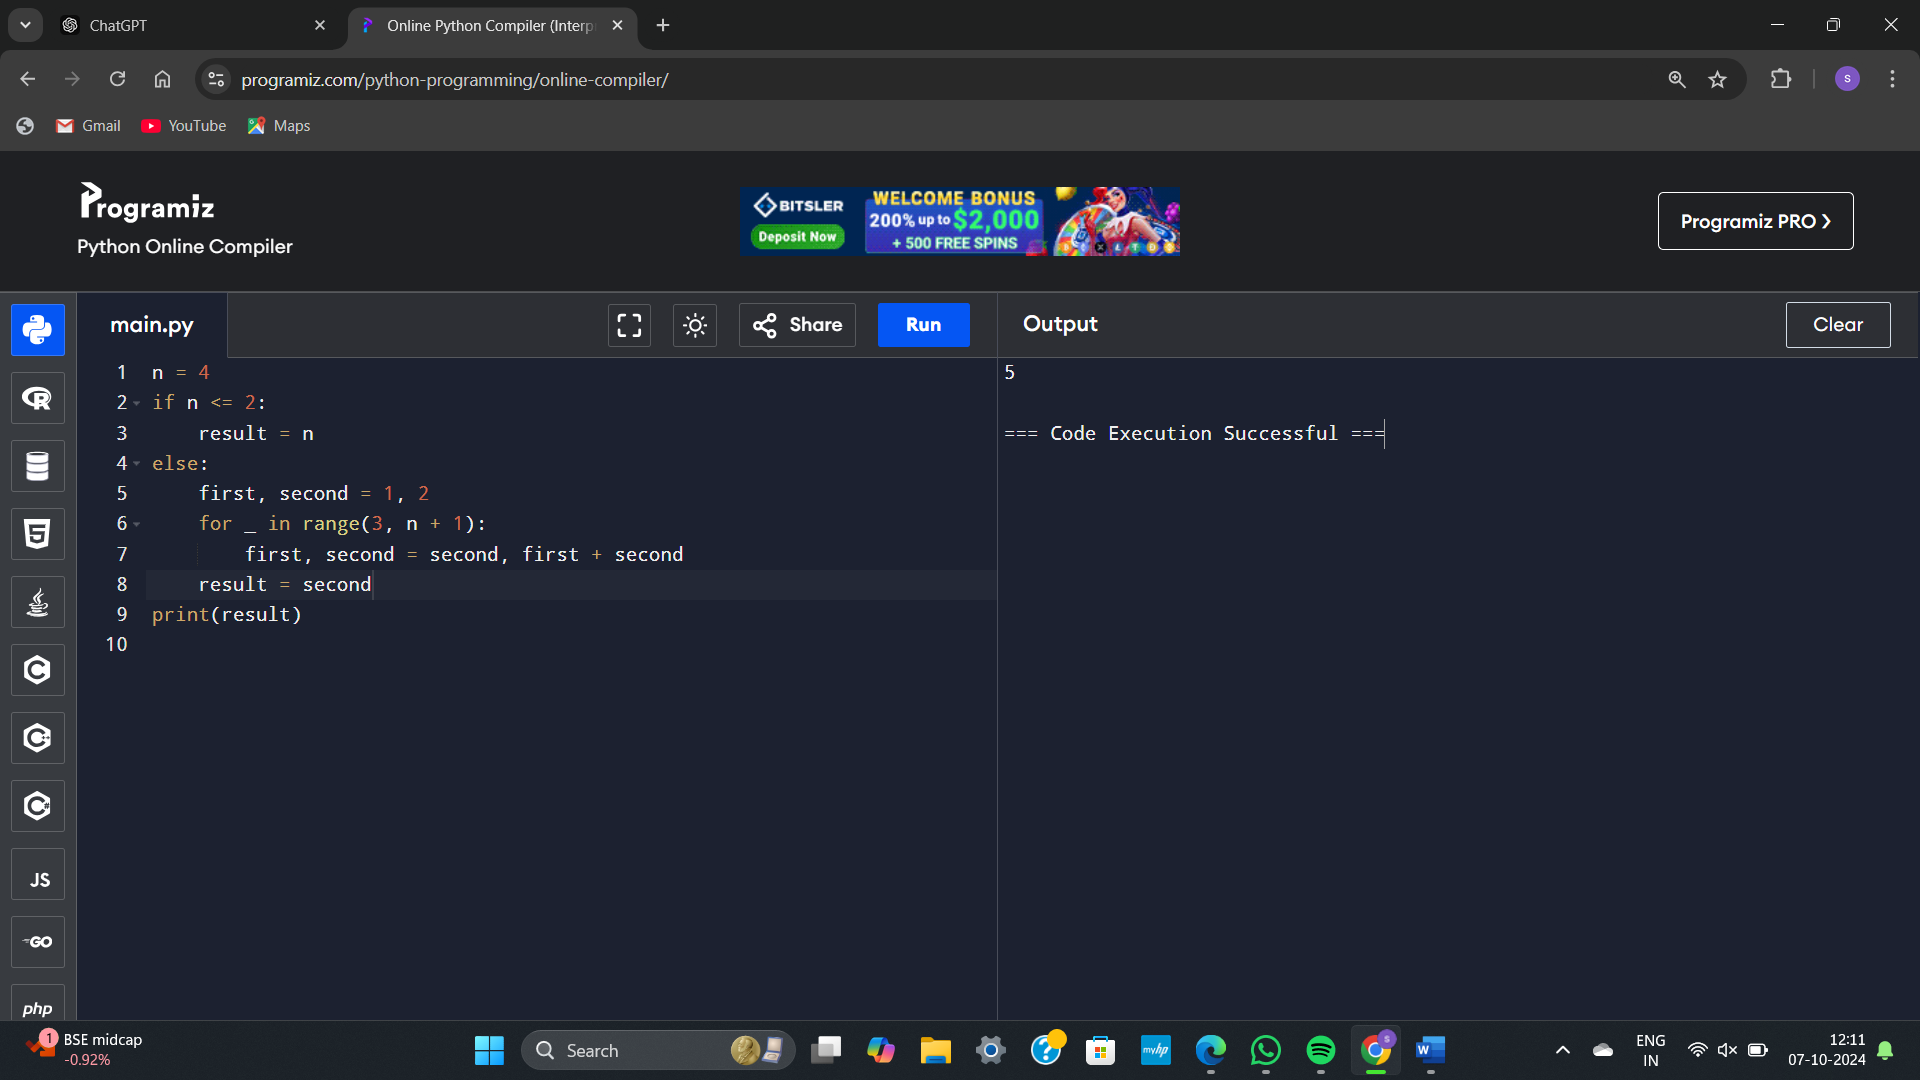 ChatGPT
Online Python Compiler (Interp
programiz.com/python-programming/online-compiler/
S
Gmail
YouTube
Maps
Programiz
Python Online Compiler
BITSLER
Deposit Now
WELCOME BONUS
200% up to $2,000
+ 500 FREE SPINS
Programiz PRO
main.py
Share
Run
Output
Clear
1 n = 4
2 if n <= 2:
3 result = n
4 else:
5 first, second = 1, 2
6 for _ in range(3, n + 1):
7 first, second = second, first + second
8 result = second
9 print(result)
10
5
=== Code Execution Successful ===
JS
GO
php
1
BSE midcap
-0.92%
Search
myhp
ENG
IN
12:11
07-10-2024